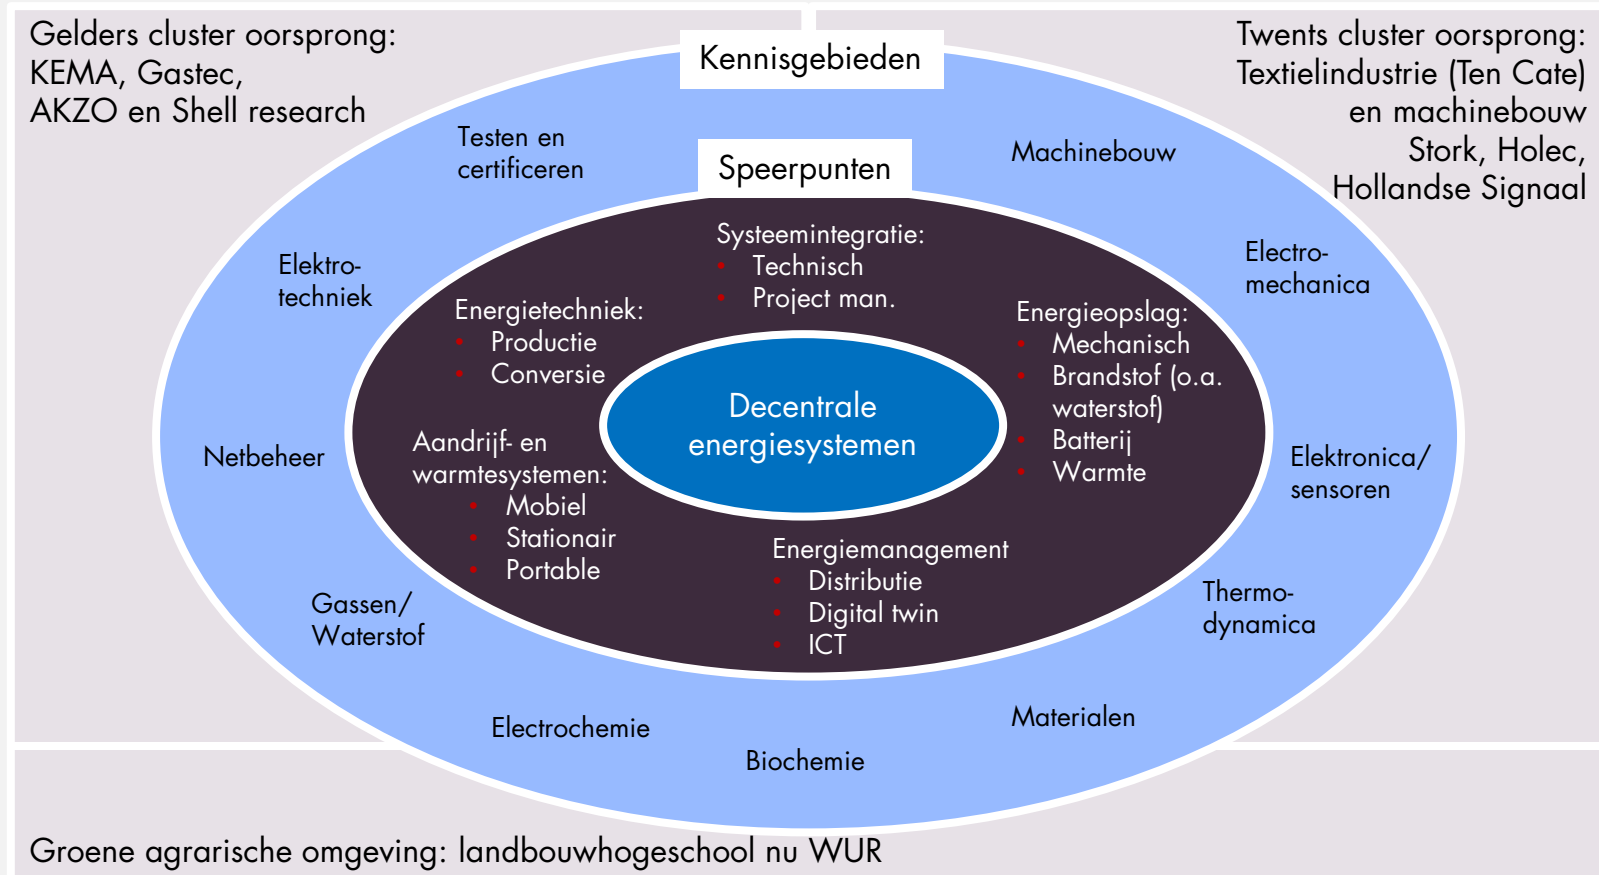 Gelders cluster oorsprong:
KEMA, Gastec,
AKZO en Shell research
Twents cluster oorsprong:
Textielindustrie (Ten Cate)
en machinebouw
Stork, Holec,
Hollandse Signaal
Kennisgebieden
Testen en
certificeren
Machinebouw
Elektro-
techniek
Electro-
mechanica
Netbeheer
Elektronica/
sensoren
Gassen/
Waterstof
Thermo-
dynamica
Electrochemie
Biochemie
Materialen
Speerpunten
Systeemintegratie:
• Technisch
• Project man.
Energietechniek:
• Productie
• Conversie
Energieopslag:
• Mechanisch
• Brandstof (o.a.
waterstof)
• Batterij
• Warmte
Aandrijf- en
warmtesystemen:
• Mobiel
• Stationair
• Portable
Energiemanagement
• Distributie
• Digital twin
• ICT
Decentrale
energiesystemen
Groene agrarische omgeving: landbouwhogeschool nu WUR